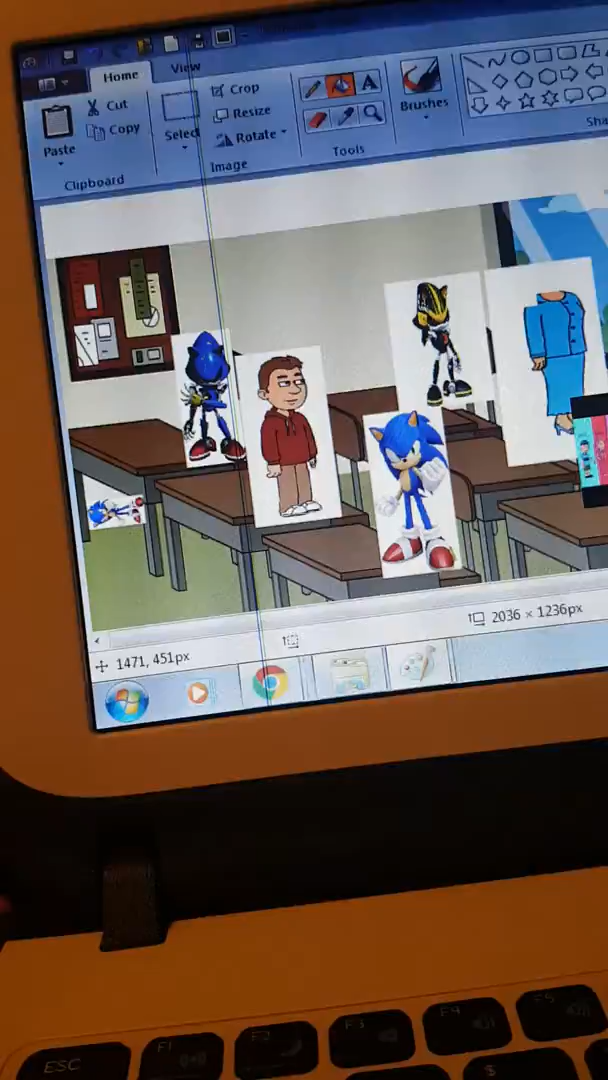 Home
View
Paste
Cut
Copy
Clipboard
Select
Crop
Resize
Rotate
Image
A
Tools
Brushes
Sha
2036 × 1236px
1471, 451px
ESC
F1
F2
F3
F4
F5
$